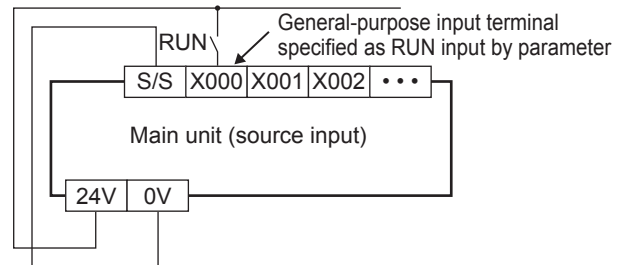 General-purpose input terminal
RUN specified as RUN input by parameter
S/S X000 X001 X002 •••
Main unit (source input)
24V 0V